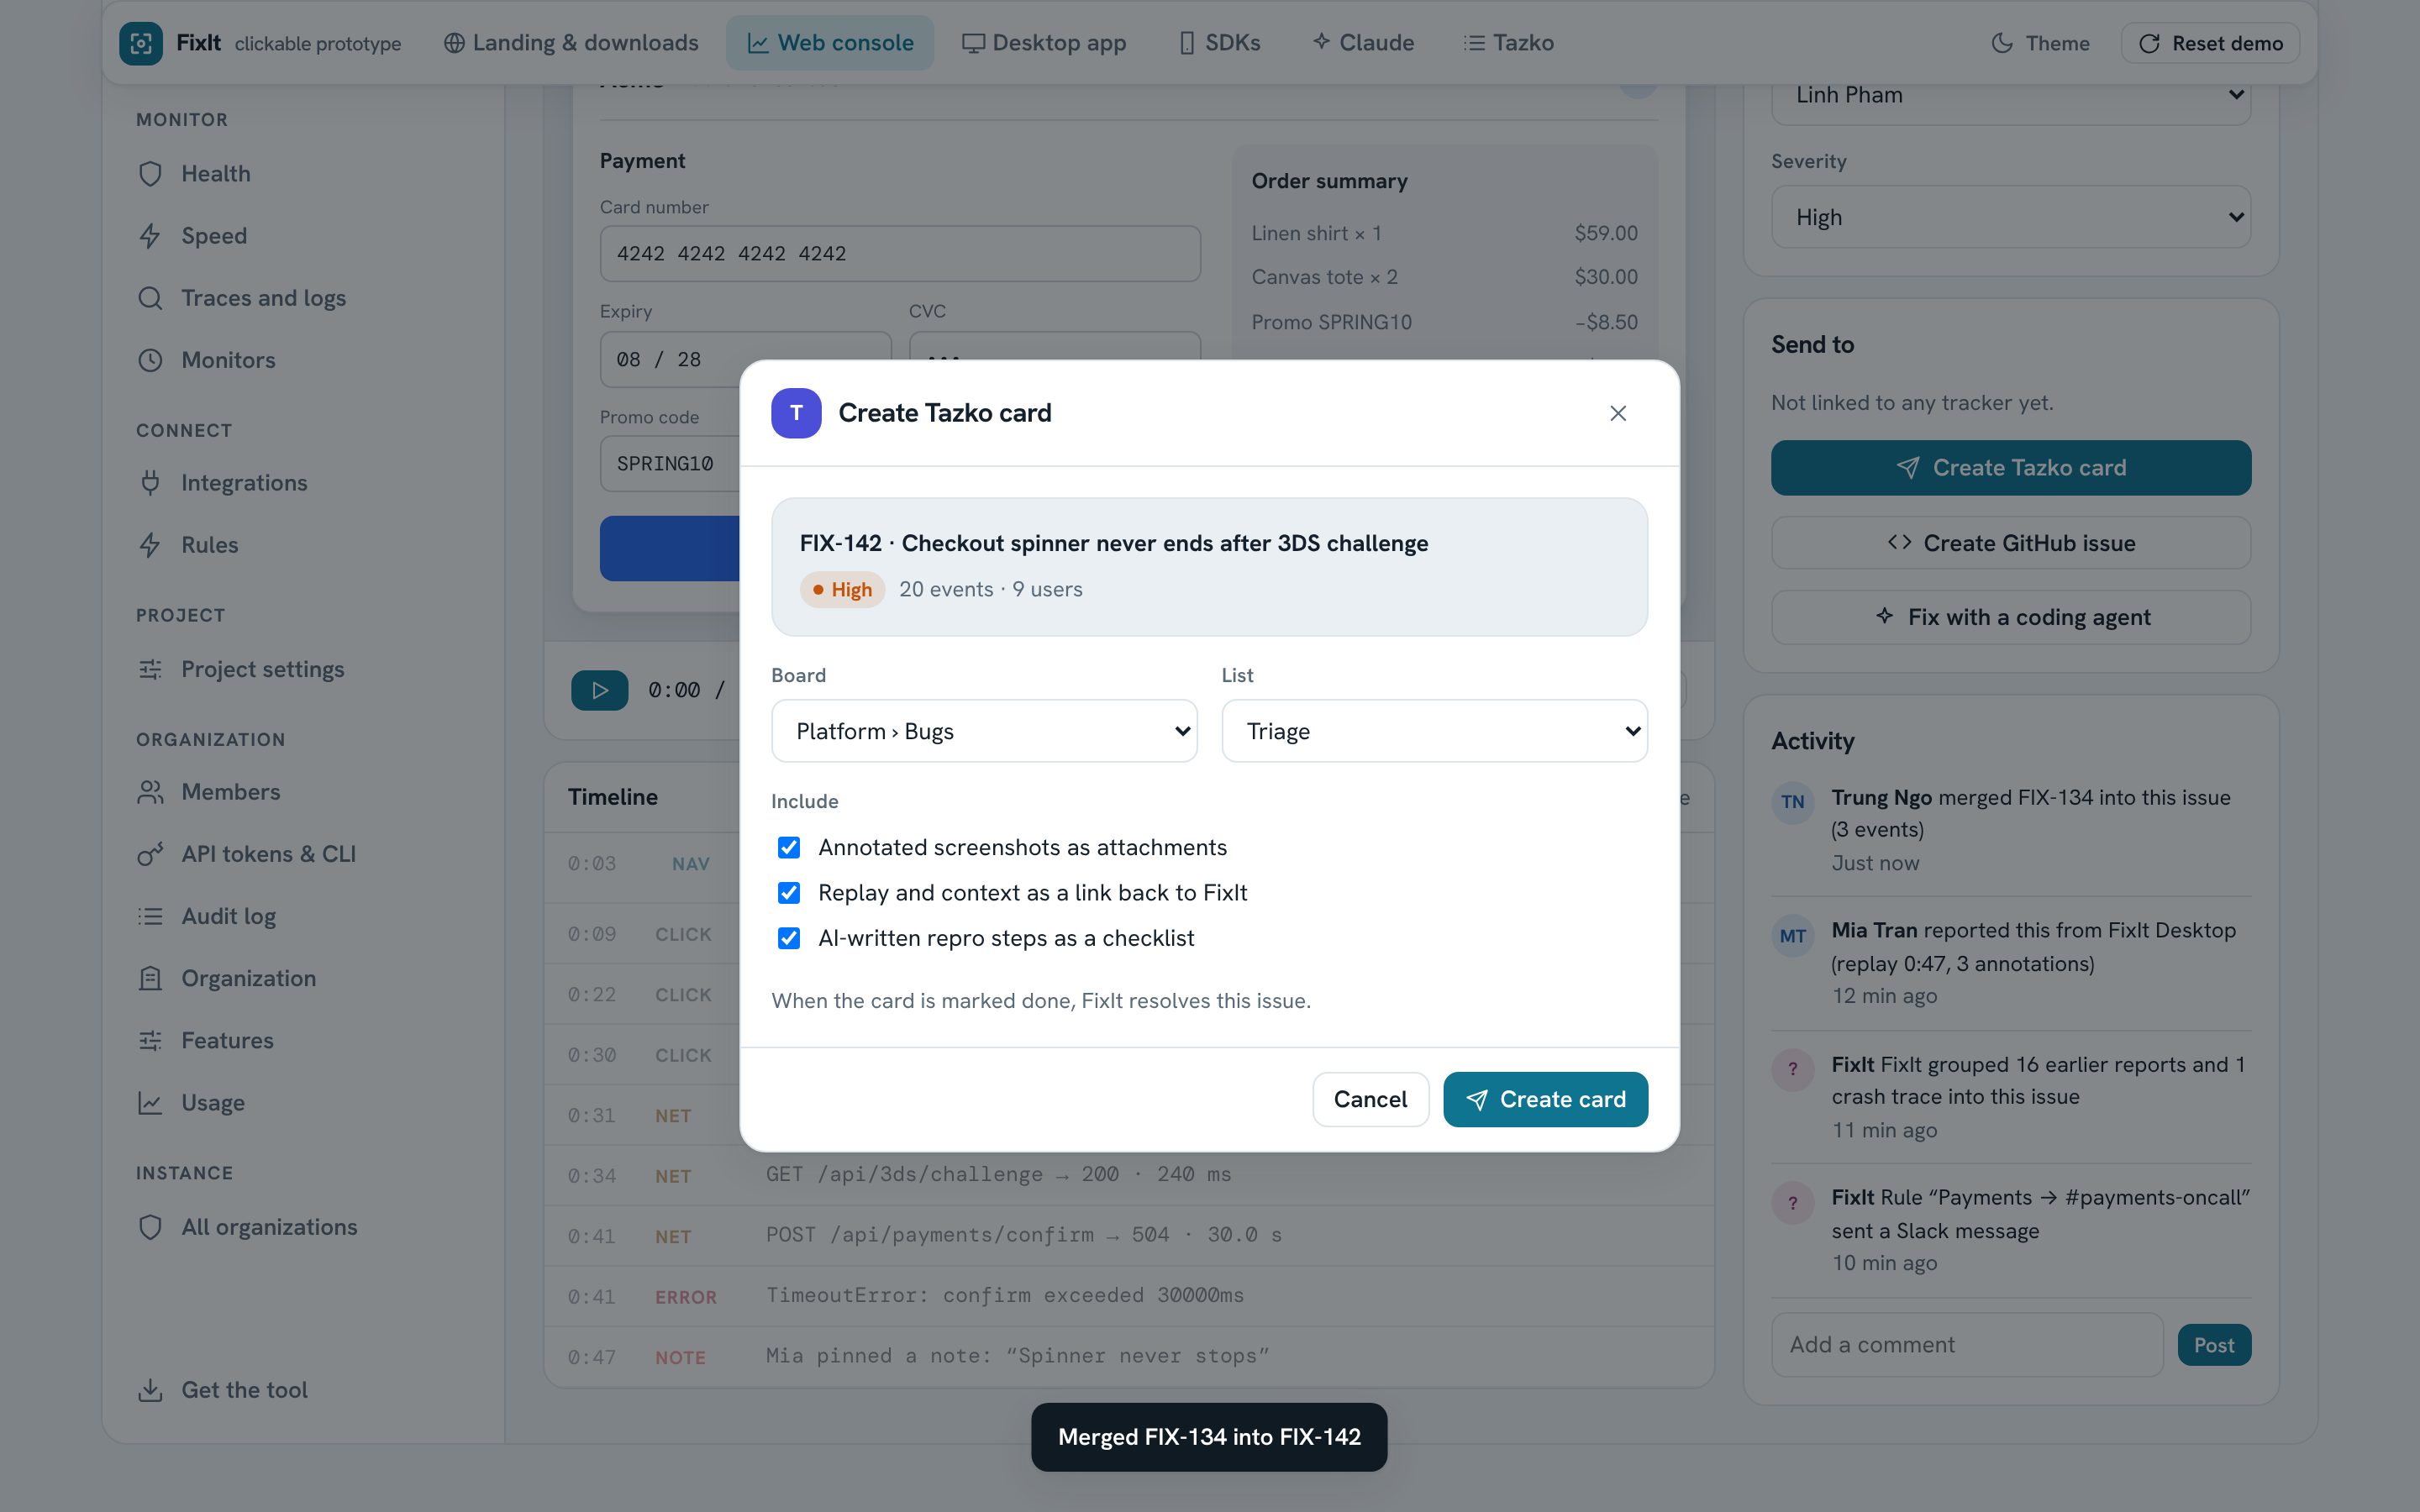 FixIt clickable prototype
Landing & downloads
Web console
Desktop app
SDKs
Claude
Tazko
Theme
Reset demo
MONITOR
Health
Speed
Traces and logs
Monitors
CONNECT
Integrations
Rules
PROJECT
Project settings
ORGANIZATION
Members
API tokens & CLI
Audit log
Organization
Features
Usage
INSTANCE
All organizations
Get the tool
Payment
Card number
4242 4242 4242 4242
Expiry
CVC
08 / 28
Promo code
SPRING10
Order summary
Linen shirt × 1 $59.00
Canvas tote × 2 $30.00
Promo SPRING10 −$8.50
0:00 /
Timeline
0:03 NAV
0:09 CLICK
0:22 CLICK
0:30 CLICK
0:31 NET
0:34 NET GET /api/3ds/challenge → 200 · 240 ms
0:41 NET POST /api/payments/confirm → 504 · 30.0 s
0:41 ERROR TimeoutError: confirm exceeded 30000ms
0:47 NOTE Mia pinned a note: “Spinner never stops”
T Create Tazko card
FIX-142 · Checkout spinner never ends after 3DS challenge
High 20 events · 9 users
Board
List
Platform › Bugs
Triage
Include
Annotated screenshots as attachments
Replay and context as a link back to FixIt
AI-written repro steps as a checklist
When the card is marked done, FixIt resolves this issue.
Cancel
Create card
Linh Pham
Severity
High
Send to
Not linked to any tracker yet.
Create Tazko card
Create GitHub issue
Fix with a coding agent
Activity
TN Trung Ngo merged FIX-134 into this issue
(3 events)
Just now
MT Mia Tran reported this from FixIt Desktop
(replay 0:47, 3 annotations)
12 min ago
? FixIt FixIt grouped 16 earlier reports and 1
crash trace into this issue
11 min ago
? FixIt Rule “Payments → #payments-oncall”
sent a Slack message
10 min ago
Add a comment
Post
Merged FIX-134 into FIX-142